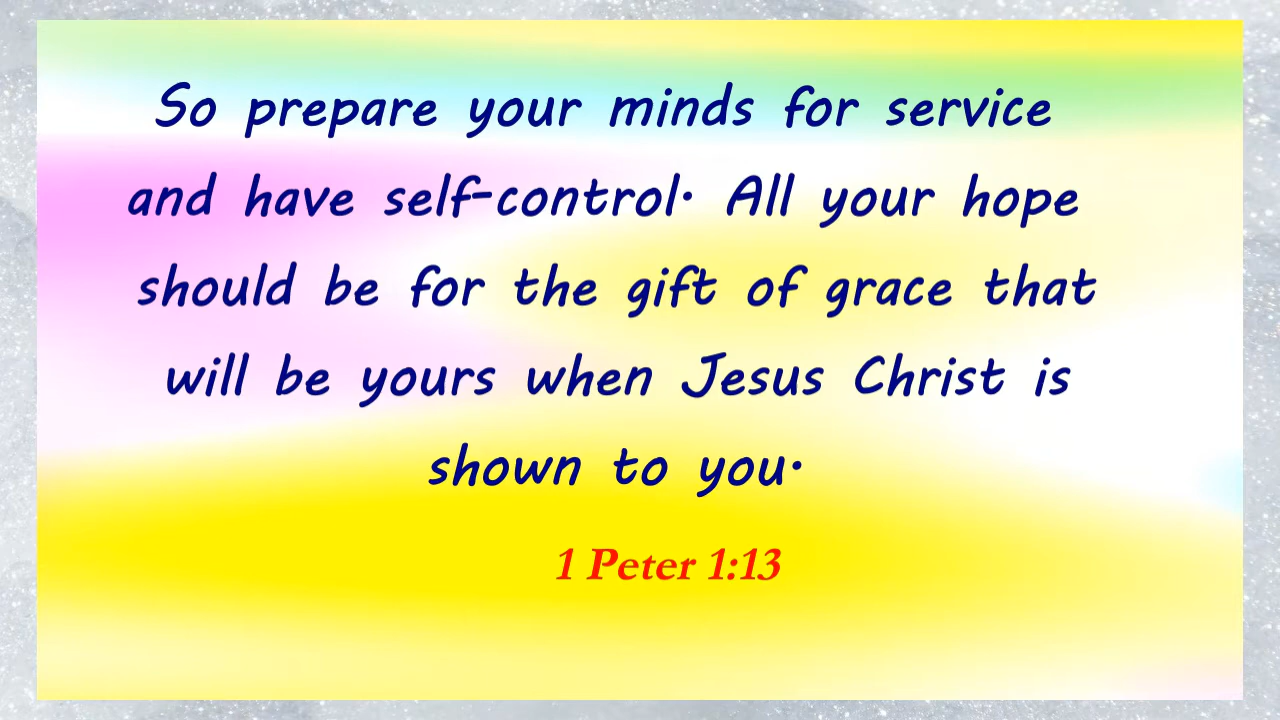 So prepare your minds for service
and have self-control. All your hope
should be for the gift of grace that
will be yours when Jesus Christ is
shown to you.
1 Peter 1:13